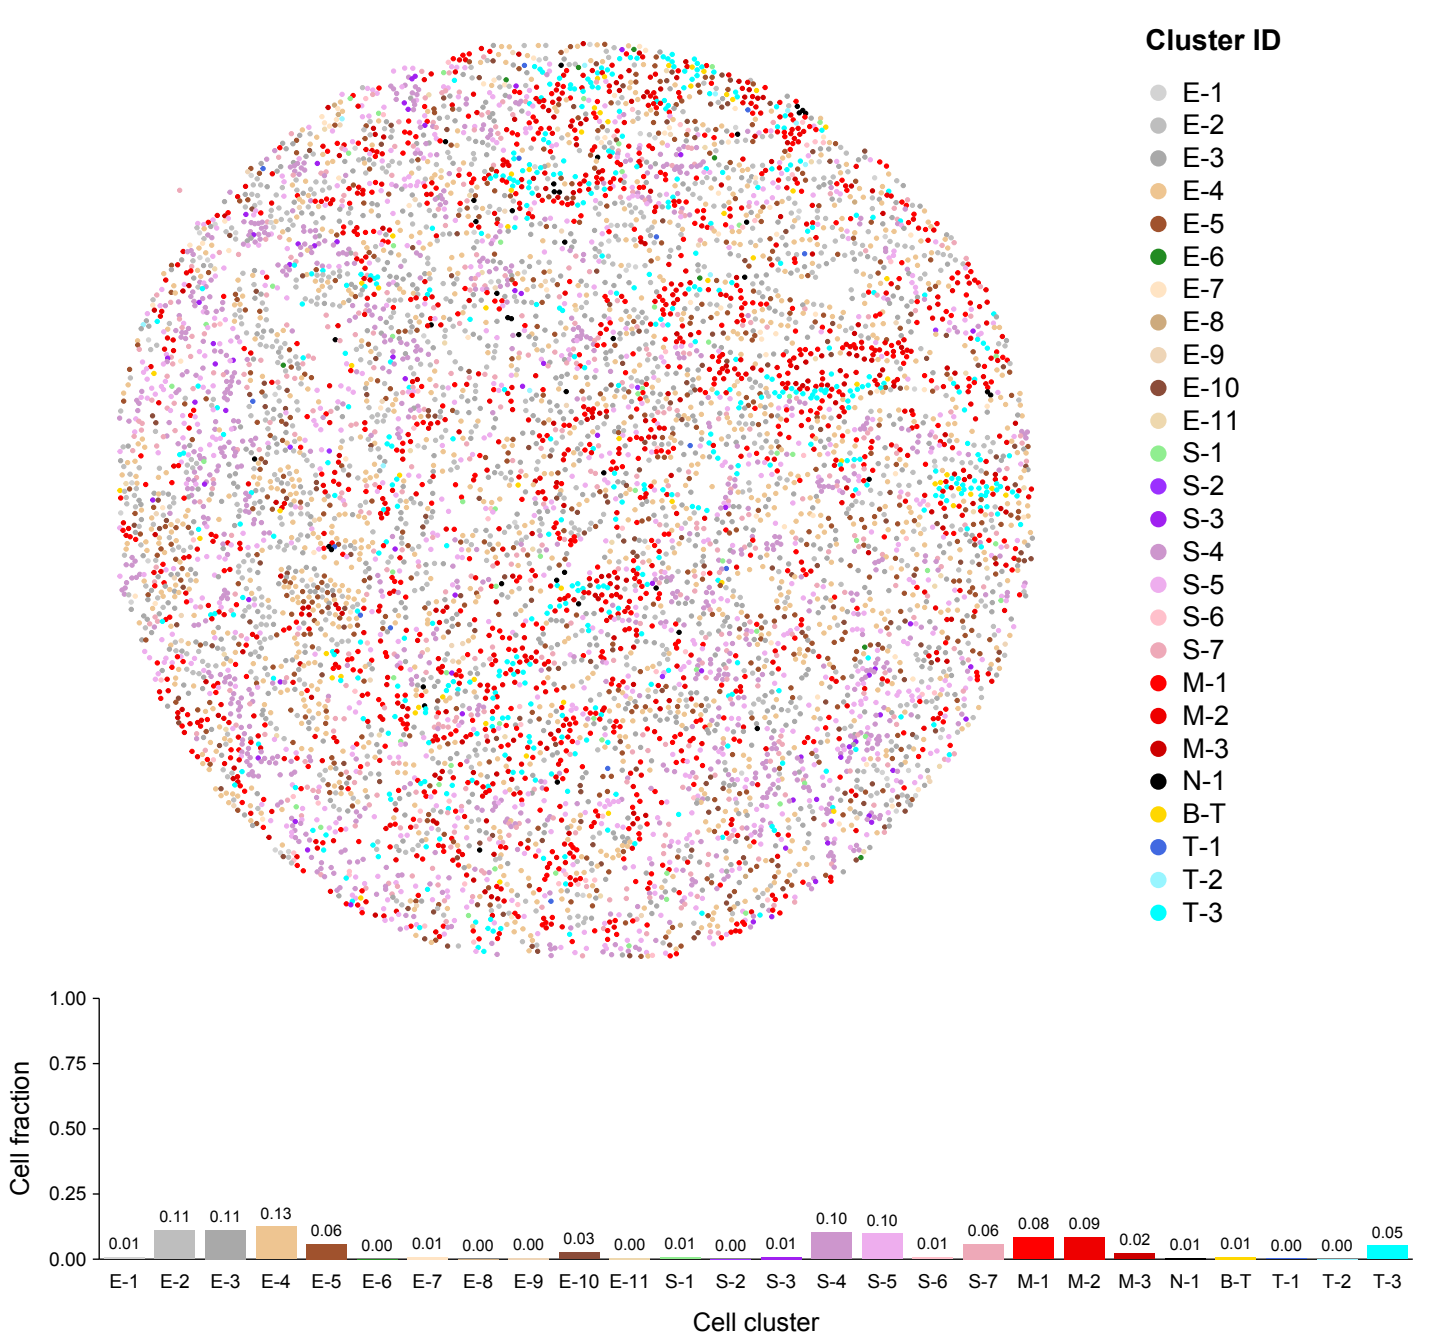 Cluster ID
E-1
E-2
E-3
E-4
E-5
E-6
E-7
E-8
E-9
E-10
E-11
S-1
S-2
S-3
S-4
S-5
S-6
S-7
M-1
M-2
M-3
N-1
B-T
T-1
T-2
T-3
1.00
0.75
0.50
0.25
0.00
Cell fraction
0.01 0.11 0.11 0.13 0.06 0.00 0.01 0.00 0.00 0.03 0.00 0.01 0.00 0.01 0.10 0.10 0.01 0.06 0.08 0.09 0.02 0.01 0.01 0.00 0.00 0.05
E-1 E-2 E-3 E-4 E-5 E-6 E-7 E-8 E-9 E-10 E-11 S-1 S-2 S-3 S-4 S-5 S-6 S-7 M-1 M-2 M-3 N-1 B-T T-1 T-2 T-3
Cell cluster